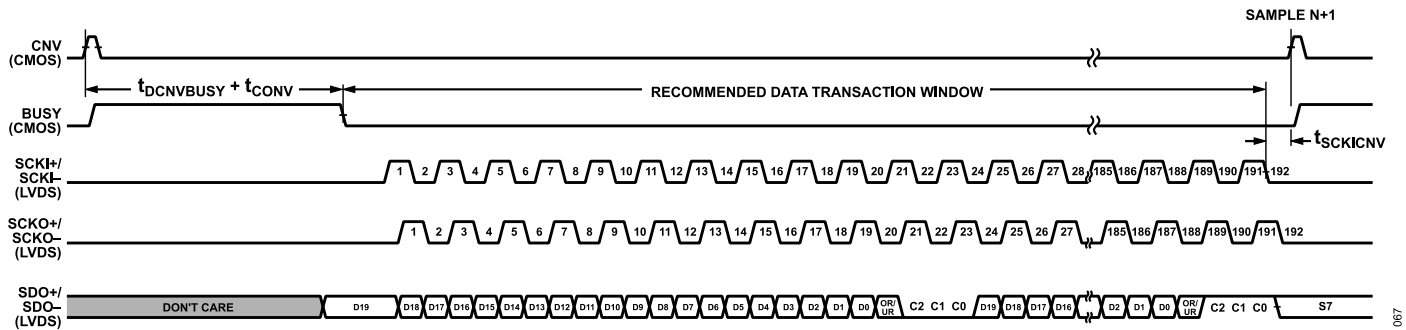 SAMPLE N+1
CNV
(CMOS)
tDCNVBUSY + tCONV
RECOMMENDED DATA TRANSACTION WINDOW
BUSY
(CMOS)
tSCKICNV
SCKI+/
SCKI–
(LVDS)
1 2 3 4 5 6 7 8 9 10 11 12 13 14 15 16 17 18 19 20 21 22 23 24 25 26 27 28 185 186 187 188 189 190 191 192
SCKO+/
SCKO–
(LVDS)
1 2 3 4 5 6 7 8 9 10 11 12 13 14 15 16 17 18 19 20 21 22 23 24 25 26 27 185 186 187 188 189 190 191 192
SDO+/
SDO–
(LVDS)
DON'T CARE D19 D18 D17 D16 D15 D14 D13 D12 D11 D10 D9 D8 D7 D6 D5 D4 D3 D2 D1 D0 OR/UR C2 C1 C0 D19 D18 D17 D16 D2 D1 D0 OR/UR C2 C1 C0 S7
067